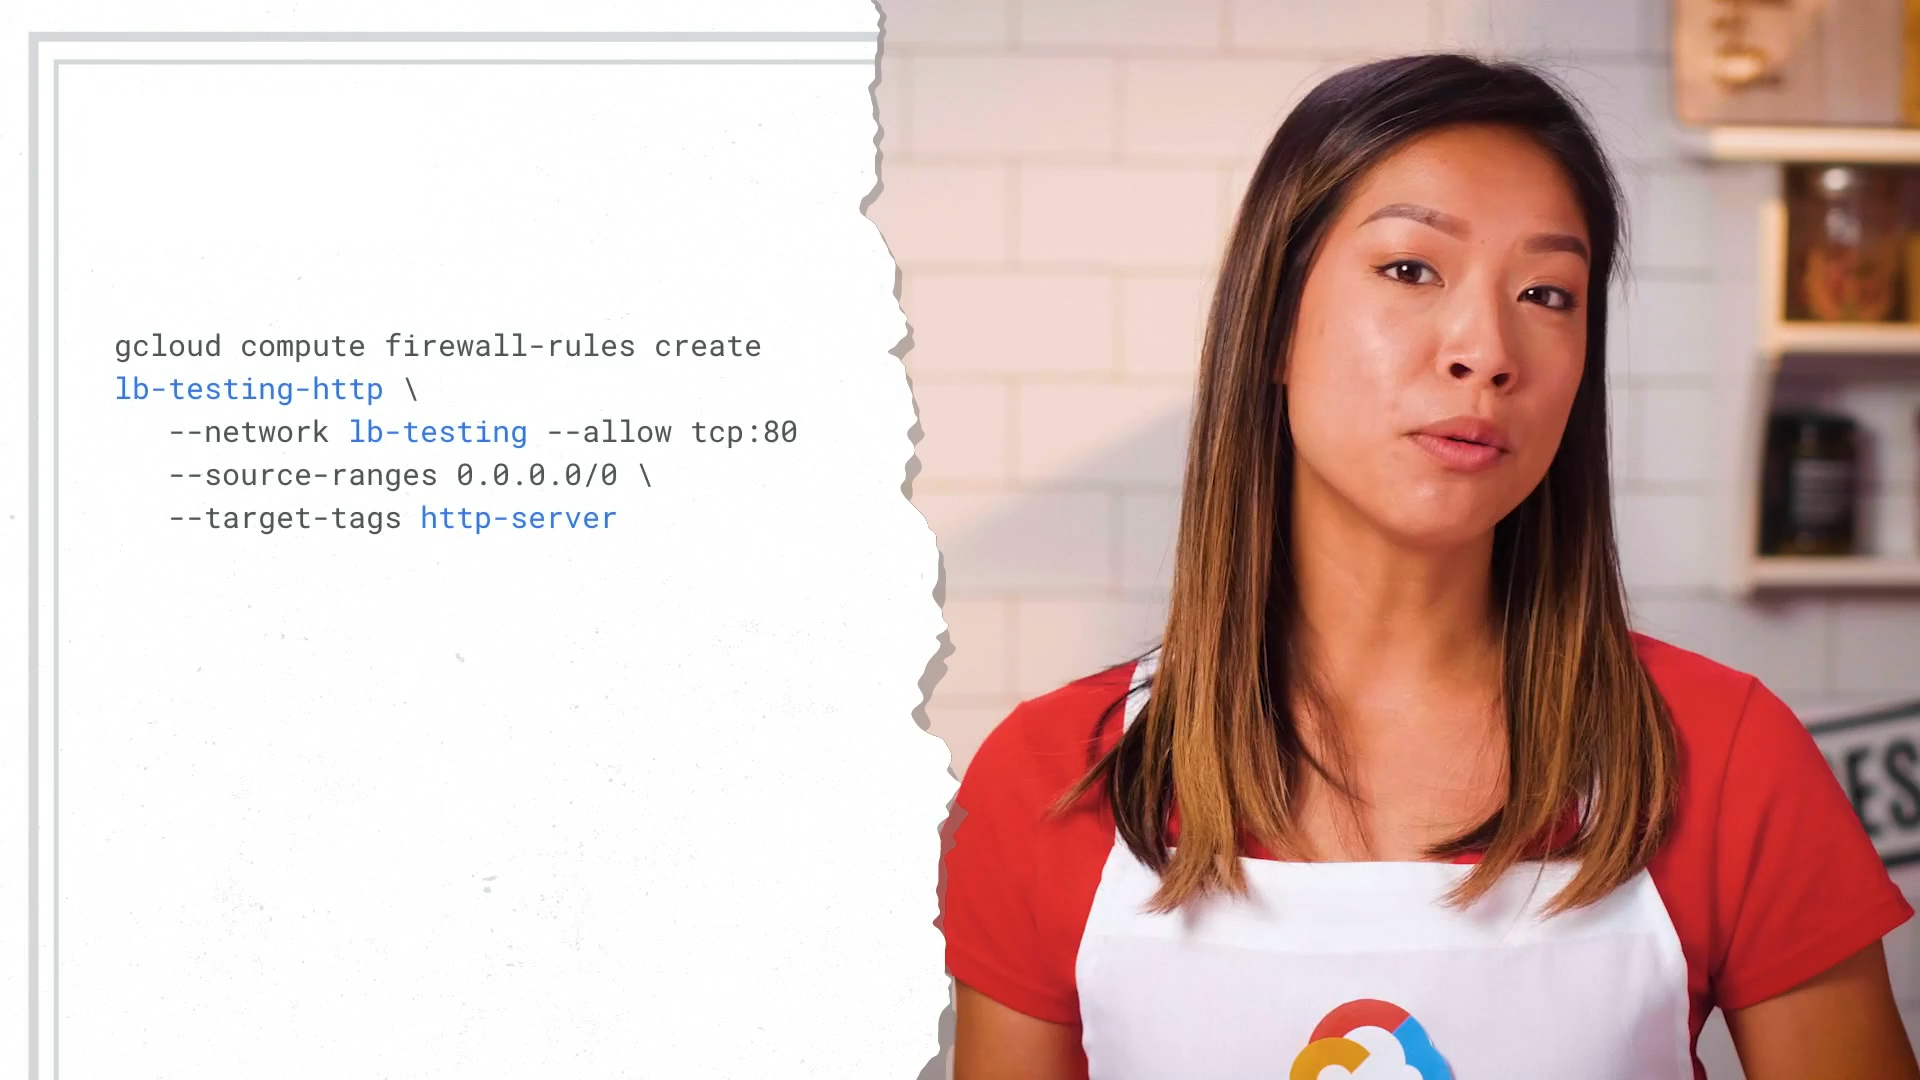 gcloud compute firewall-rules create
lb-testing-http \
--network lb-testing --allow tcp:80
--source-ranges 0.0.0.0/0 \
--target-tags http-server